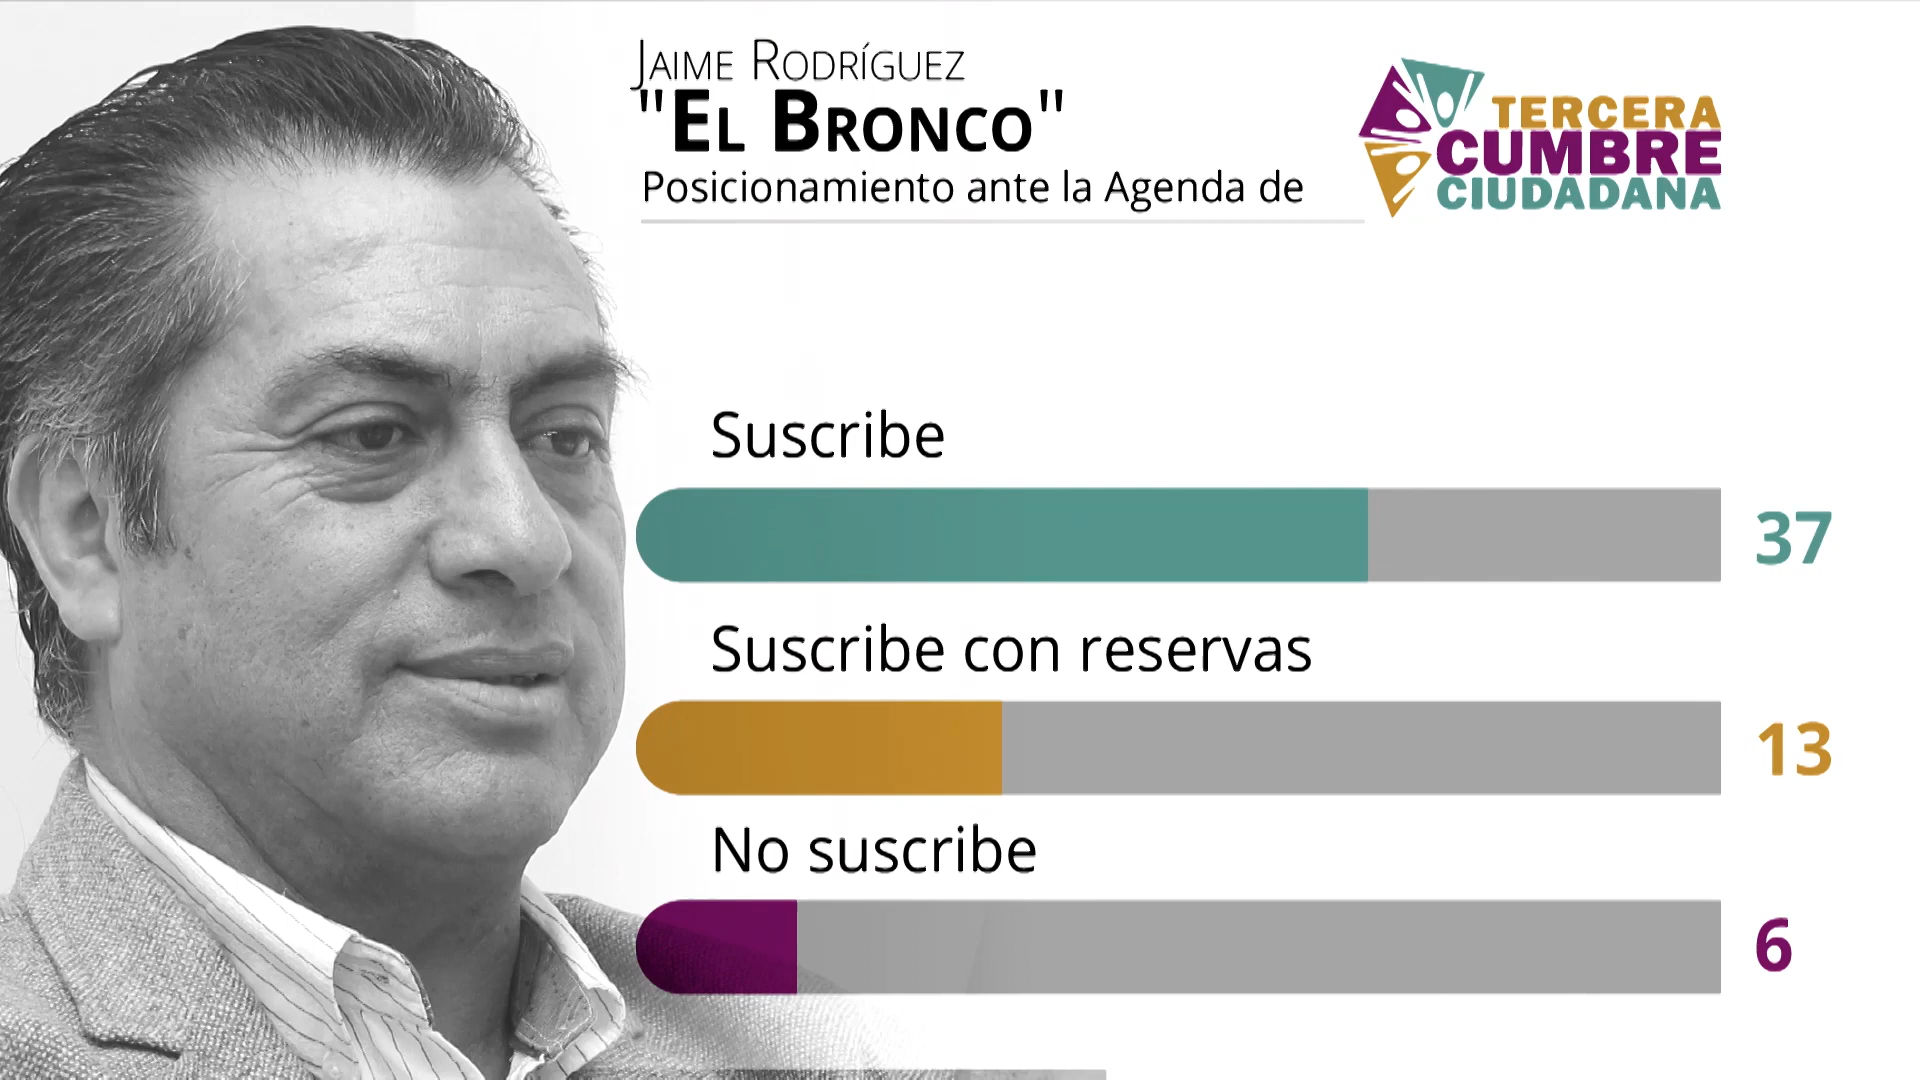 JAIME RODRÍGUEZ
"EL BRONCO"
Posicionamiento ante la Agenda de
TERCERA
CUMBRE
CIUDADANA
Suscribe
37
Suscribe con reservas
13
No suscribe
6